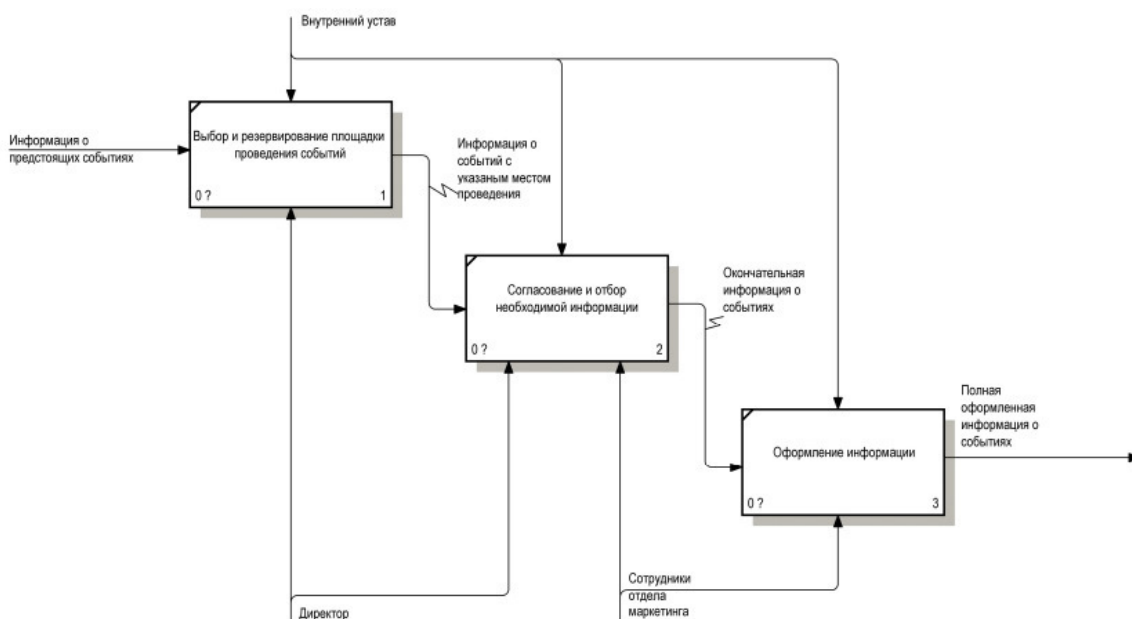 Внутренний устав
Информация о
предстоящих событиях
Выбор и резервирование площадки
проведения событий
0 ?
1
Информация о
событий с
указаным местом
проведения
Согласование и отбор
необходимой информации
0 ?
2
Окончательная
информация о
событиях
Оформление информации
0 ?
3
Полная
оформленная
информация о
событиях
Директор
Сотрудники
отдела
маркетинга